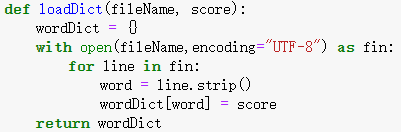 def loadDict(fileName, score):
    wordDict = {}
    with open(fileName,encoding="UTF-8") as fin:
        for line in fin:
            word = line.strip()
            wordDict[word] = score
    return wordDict